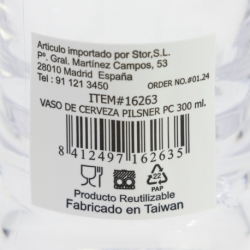 Articulo importado por Stor,S.L.
Pº. Gral. Martínez Campos, 53
28010 Madrid España
Tel: 91 121 3450
ORDER NO.#01.24
ITEM#16263
VASO DE CERVEZA PILSNER PC 300 ml.
8 412497 162635
22
PAP
Producto Reutilizable
Fabricado en Taiwan